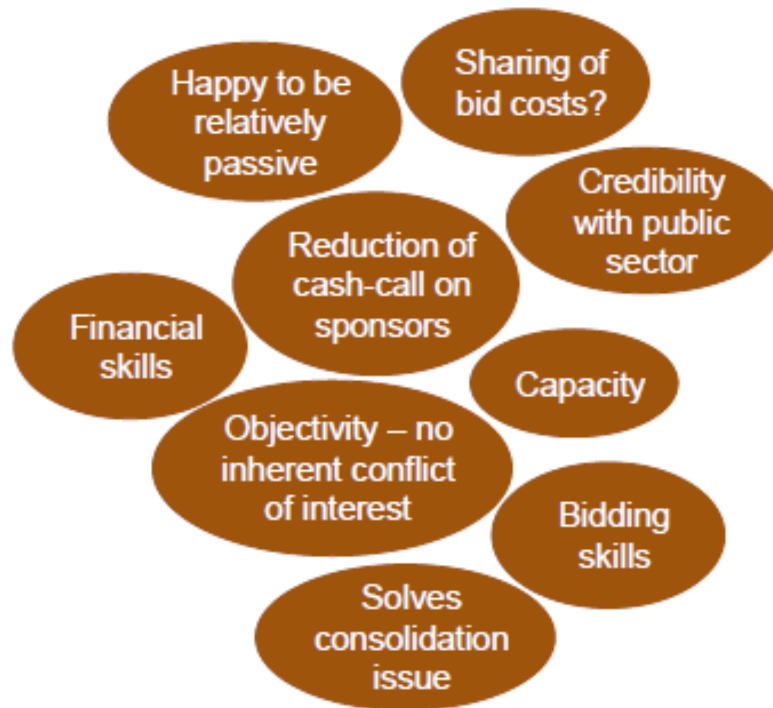 Happy to be
relatively
passive
Sharing of
bid costs?
Credibility
with public
sector
Reduction of
cash-call on
sponsors
Financial
skills
Capacity
Objectivity – no
inherent conflict
of interest
Bidding
skills
Solves
consolidation
issue